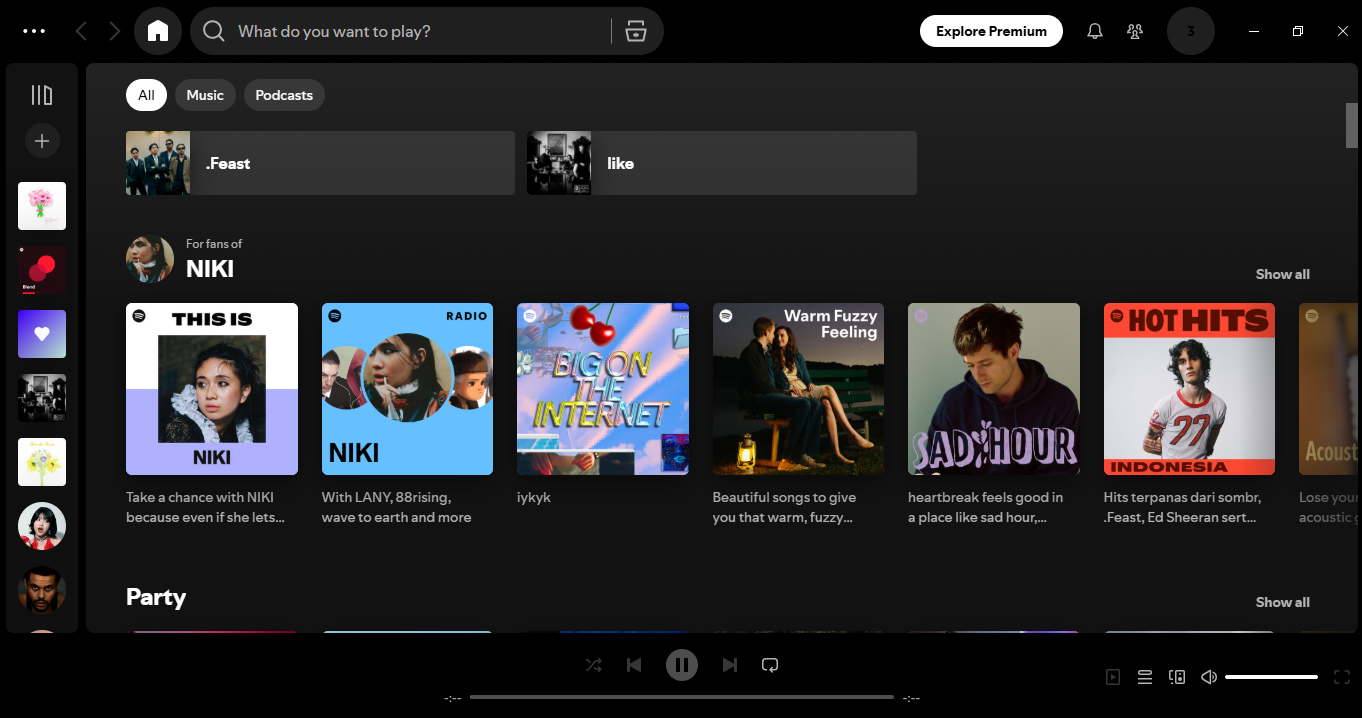 What do you want to play?
Explore Premium
3
All
Music
Podcasts
.Feast
like
For fans of
NIKI
Show all
THIS IS
NIKI
RADIO
NIKI
BIG ON
THE
INTERNET
Warm Fuzzy
Feeling
SAD HOUR
HOT HITS
77
INDONESIA
Acoust
Take a chance with NIKI
because even if she lets...
With LANY, 88rising,
wave to earth and more
iykyk
Beautiful songs to give
you that warm, fuzzy...
heartbreak feels good in
a place like sad hour,...
Hits terpanas dari sombr,
.Feast, Ed Sheeran sert...
Lose your
acoustic g
Blend
Party
Show all
-:--
-:--